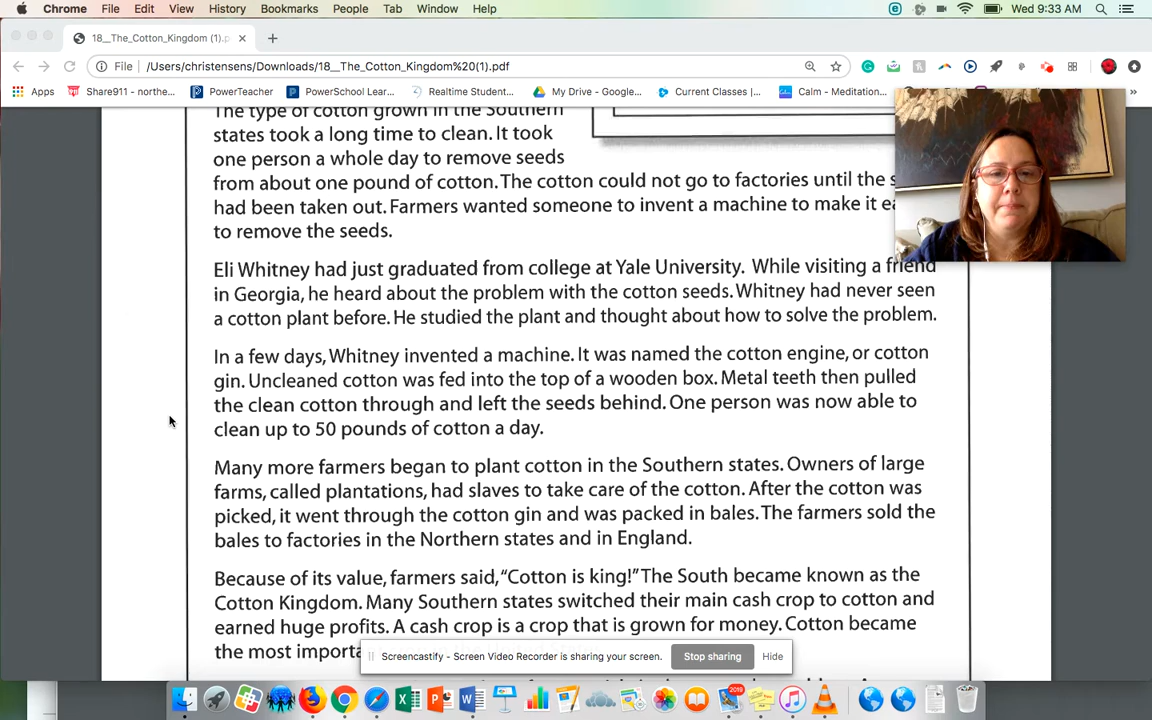 Chrome File Edit View History Bookmarks People Tab Window Help Wed 9:33 AM
18__The_Cotton_Kingdom (1).p
File /Users/christensens/Downloads/18__The_Cotton_Kingdom%20(1).pdf
Apps Share911 - northe... PowerTeacher PowerSchool Lear... Realtime Student... My Drive - Google... Current Classes |... Calm - Meditation... »
The type of cotton grown in the Southern
states took a long time to clean. It took
one person a whole day to remove seeds
from about one pound of cotton. The cotton could not go to factories until the s
had been taken out. Farmers wanted someone to invent a machine to make it ea
to remove the seeds.
Eli Whitney had just graduated from college at Yale University. While visiting a friend
in Georgia, he heard about the problem with the cotton seeds. Whitney had never seen
a cotton plant before. He studied the plant and thought about how to solve the problem.
In a few days, Whitney invented a machine. It was named the cotton engine, or cotton
gin. Uncleaned cotton was fed into the top of a wooden box. Metal teeth then pulled
the clean cotton through and left the seeds behind. One person was now able to
clean up to 50 pounds of cotton a day.
Many more farmers began to plant cotton in the Southern states. Owners of large
farms, called plantations, had slaves to take care of the cotton. After the cotton was
picked, it went through the cotton gin and was packed in bales. The farmers sold the
bales to factories in the Northern states and in England.
Because of its value, farmers said, "Cotton is king!" The South became known as the
Cotton Kingdom. Many Southern states switched their main cash crop to cotton and
earned huge profits. A cash crop is a crop that is grown for money. Cotton became
the most importa
Screencastify - Screen Video Recorder is sharing your screen. Stop sharing Hide